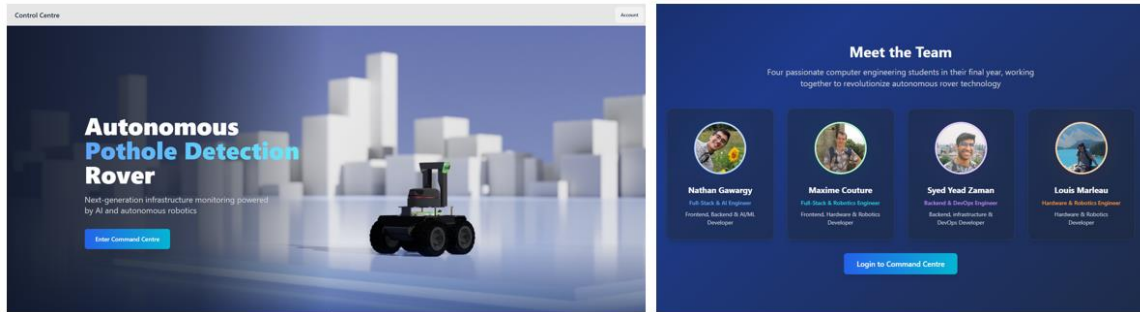 Control Centre
Account
Autonomous
Pothole Detection
Rover
Next-generation infrastructure monitoring powered
by AI and autonomous robotics
Enter Command Centre
Meet the Team
Four passionate computer engineering students in their final year, working
together to revolutionize autonomous rover technology
Nathan Gawargy
Full-Stack & AI Engineer
Frontend, Backend & AI/ML
Developer
Maxime Couture
Full-Stack & Robotics Engineer
Frontend, Hardware & Robotics
Developer
Syed Yead Zaman
Backend & DevOps Engineer
Backend, Infrastructure &
DevOps Developer
Louis Marleau
Hardware & Robotics Engineer
Hardware & Robotics
Developer
Login to Command Centre